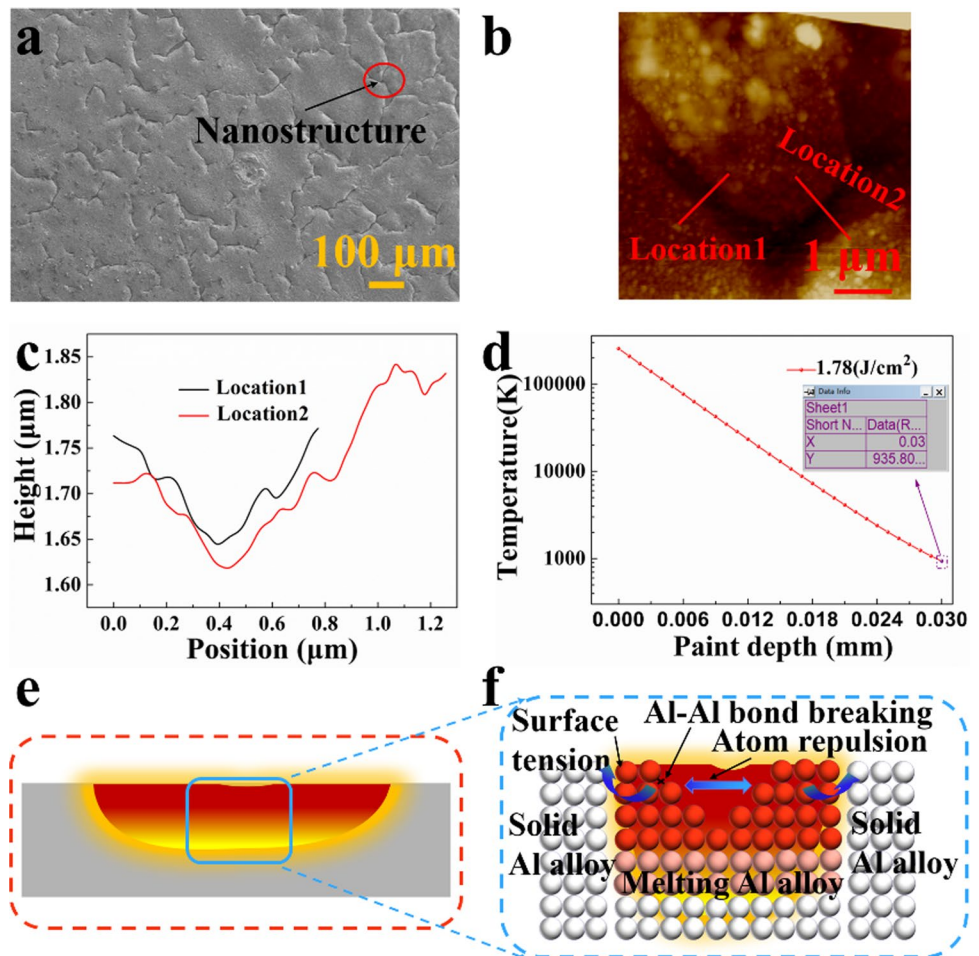 a
Nanostructure
100 μm
b
Location1
Location2
1 μm
c
1.85
1.80
1.75
1.70
1.65
1.60
Height (μm)
Location1
Location2
0.0 0.2 0.4 0.6 0.8 1.0 1.2
Position (μm)
d
100000
10000
1000
Temperature(K)
1.78(J/cm²)
Data Info
Sheet1
Short N... Data(R...
X 0.03
Y 935.80...
0.000 0.006 0.012 0.018 0.024 0.030
Paint depth (mm)
e
f
Surface
tension
Al-Al bond breaking
Atom repulsion
Solid
Al alloy
Solid
Al alloy
Melting Al alloy